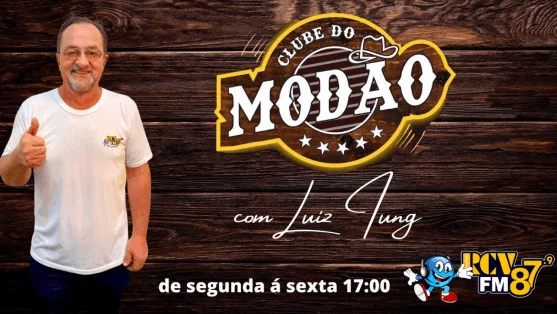 CLUBE DO
MODÃO
com Luiz Iung
de segunda á sexta 17:00
RCV
FM 87.9